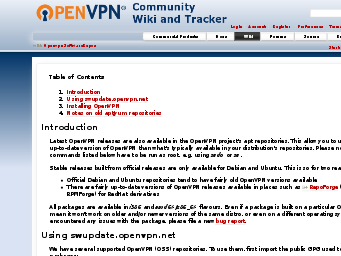 OPENVPN® Community
Wiki and Tracker
Login Account Register Preferences
Commercial Products Home Wiki Forums
wiki: OpenvpnSoftwareRepos
Table of Contents
1. Introduction
2. Using swupdate.openvpn.net
3. Installing OpenVPN
4. Notes on old apt/yum repositories
Introduction
Latest OpenVPN releases are also available in the OpenVPN project's apt repositories. This allow you to u
up-to-date version of OpenVPN than what's typically available in your distribution's repositories. Please n
commands listed below have to be run as root, e.g. using sudo or su.
Stable releases built from official releases are only available for Debian and Ubuntu. This is so for two rea
• Official Debian and Ubuntu repositories tend to have fairly old OpenVPN versions available
• There are fairly up-to-date versions of OpenVPN releases available in places such as RepoForge
RPMForge) for RedHat derivatives
All packages are available in i386 and amd64/x86_64 flavours. Even if a package is built on a particular O
mean it won't work on older and/or newer versions of the same distro, or even on a different operating sy
encountered any issues with the package, please file a new bug report.
Using swupdate.openvpn.net
We have several supported OpenVPN (OSS) repositories. To use them, first import the public GPG used to